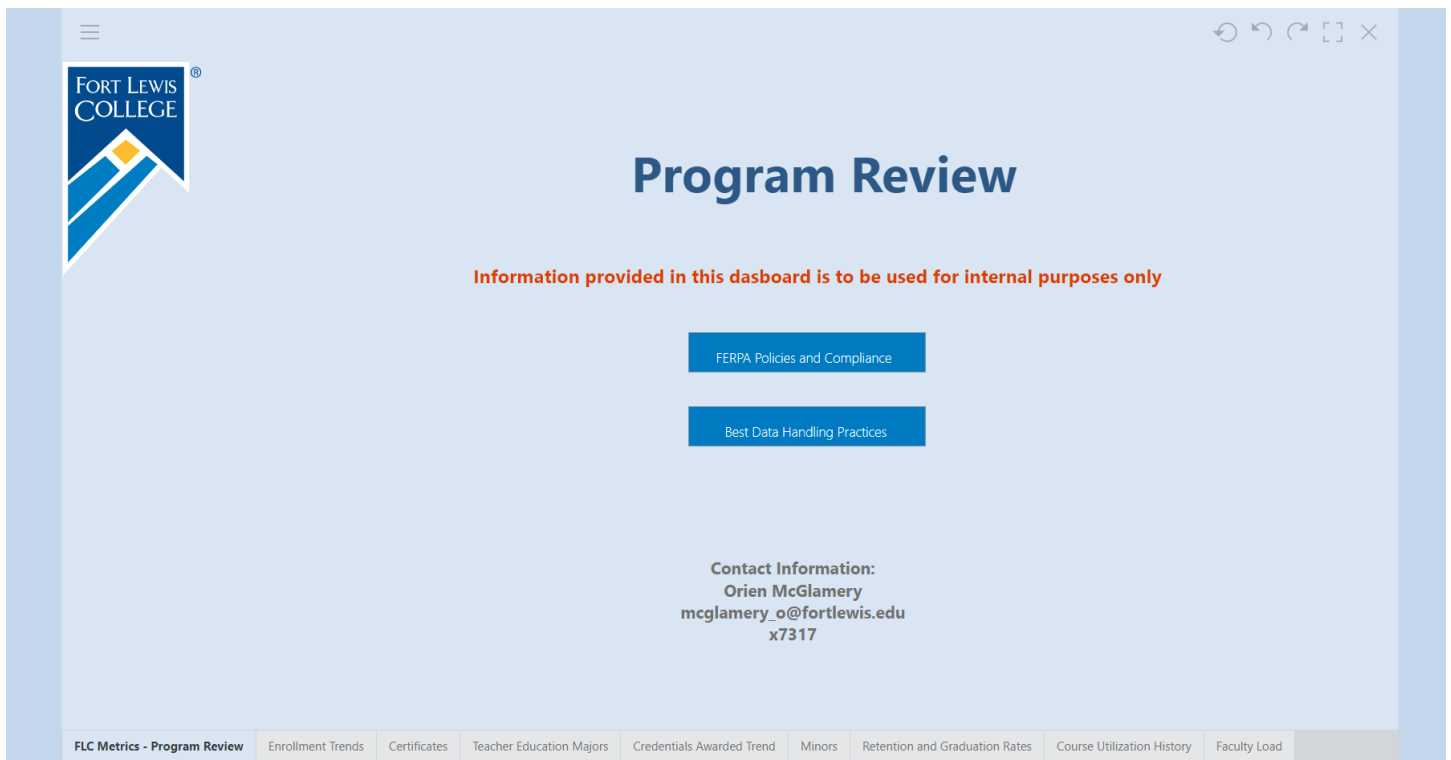 FORT LEWIS
COLLEGE
®
Program Review
Information provided in this dasboard is to be used for internal purposes only
FERPA Policies and Compliance
Best Data Handling Practices
Contact Information:
Orien McGlamery
mcglamery_o@fortlewis.edu
x7317
FLC Metrics - Program Review
Enrollment Trends
Certificates
Teacher Education Majors
Credentials Awarded Trend
Minors
Retention and Graduation Rates
Course Utilization History
Faculty Load